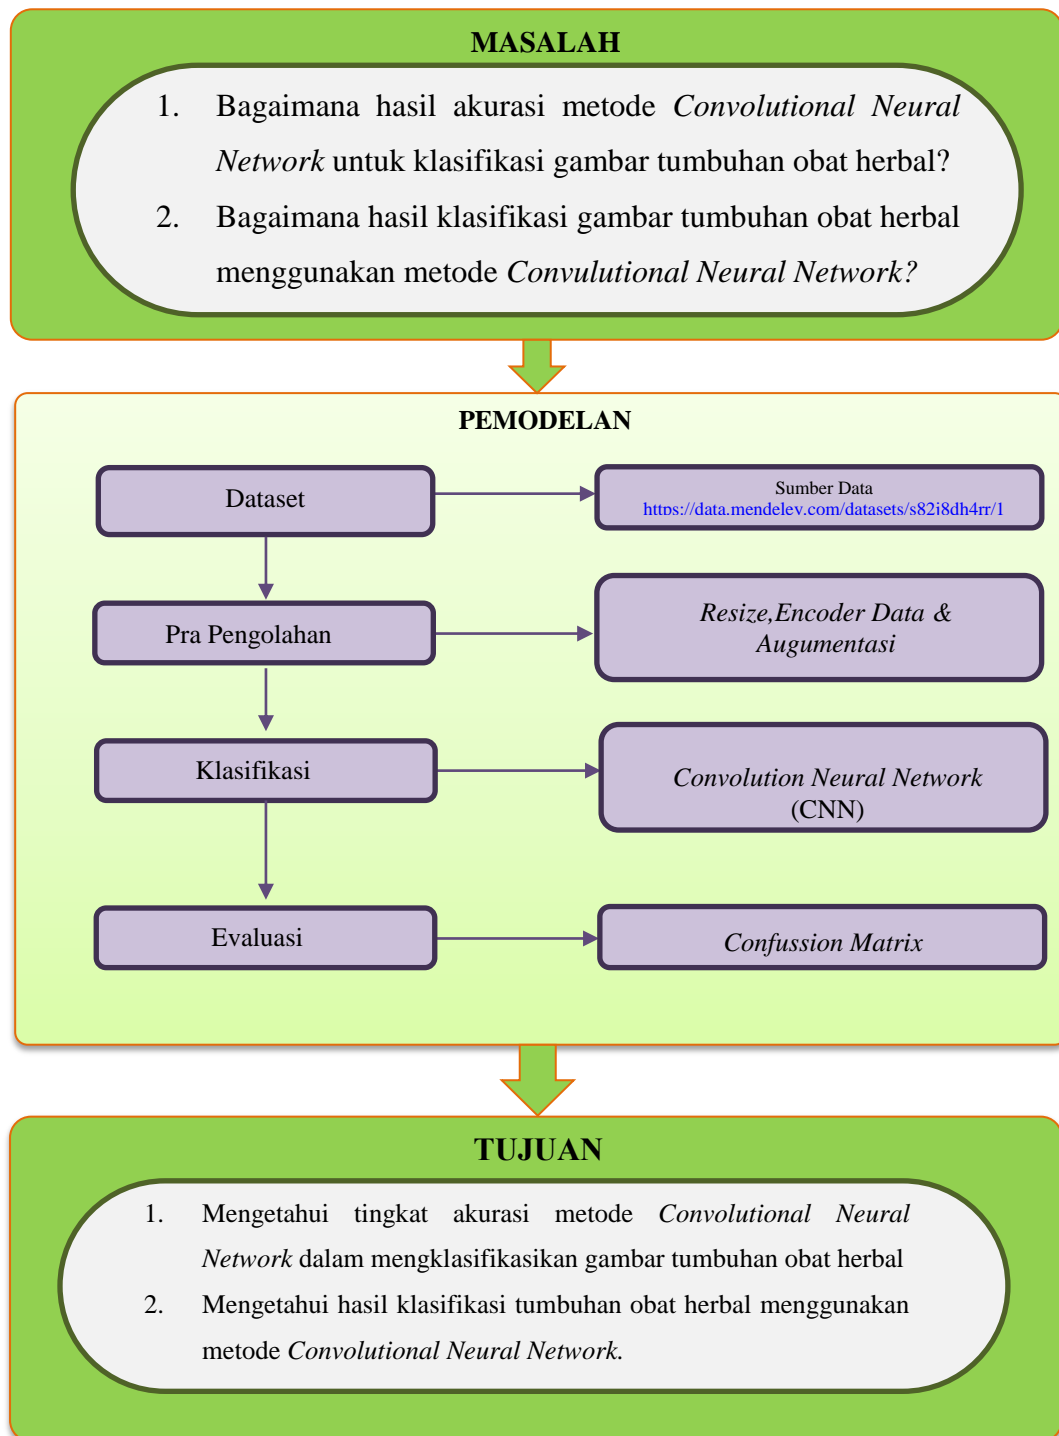 MASALAH
1. Bagaimana hasil akurasi metode Convolutional Neural
Network untuk klasifikasi gambar tumbuhan obat herbal?
2. Bagaimana hasil klasifikasi gambar tumbuhan obat herbal
menggunakan metode Convulutional Neural Network?
PEMODELAN
Dataset
Sumber Data
https://data.mendeley.com/datasets/s82j8dh4rr/1
Pra Pengolahan
Resize,Encoder Data &
Augumentasi
Klasifikasi
Convolution Neural Network
(CNN)
Evaluasi
Confussion Matrix
TUJUAN
1. Mengetahui tingkat akurasi metode Convolutional Neural
Network dalam mengklasifikasikan gambar tumbuhan obat herbal
2. Mengetahui hasil klasifikasi tumbuhan obat herbal menggunakan
metode Convolutional Neural Network.